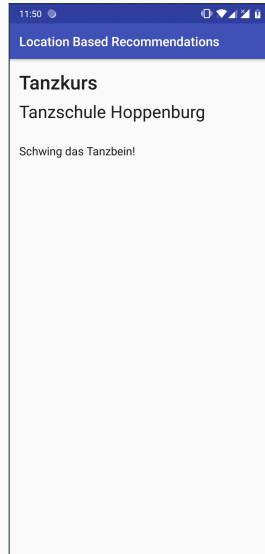 11:50
Location Based Recommendations
Tanzkurs
Tanzschule Hoppenburg
Schwing das Tanzbein!